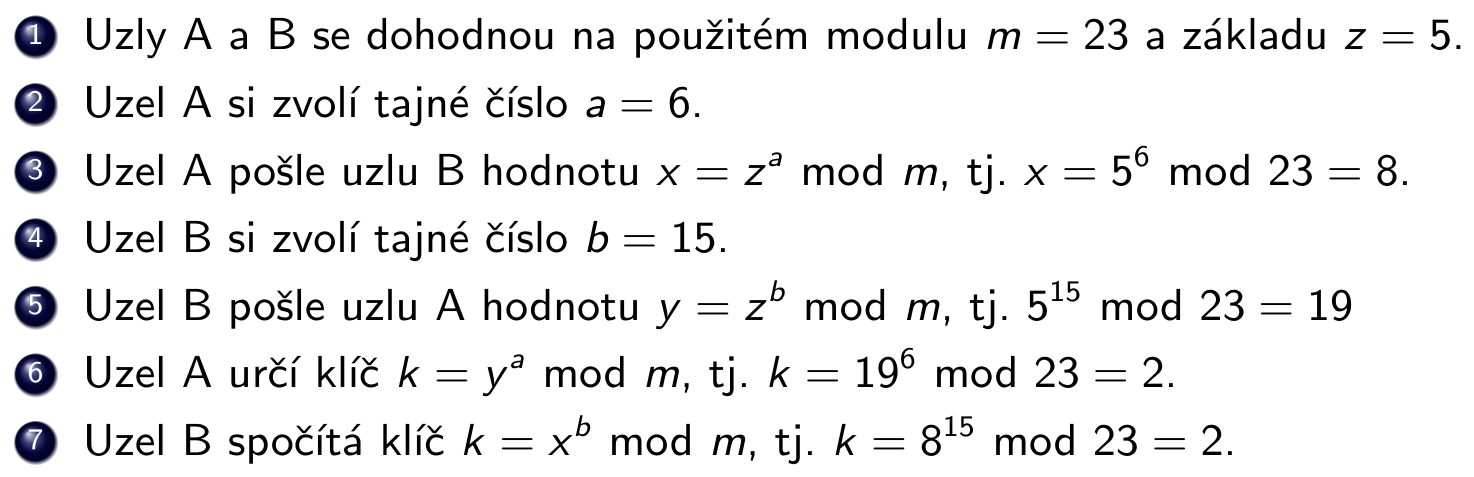 1 Uzly A a B se dohodnou na použitém modulu m = 23 a základu z = 5.
2 Uzel A si zvolí tajné číslo a = 6.
3 Uzel A pošle uzlu B hodnotu x = z^a mod m, tj. x = 5^6 mod 23 = 8.
4 Uzel B si zvolí tajné číslo b = 15.
5 Uzel B pošle uzlu A hodnotu y = z^b mod m, tj. 5^15 mod 23 = 19
6 Uzel A určí klíč k = y^a mod m, tj. k = 19^6 mod 23 = 2.
7 Uzel B spočítá klíč k = x^b mod m, tj. k = 8^15 mod 23 = 2.